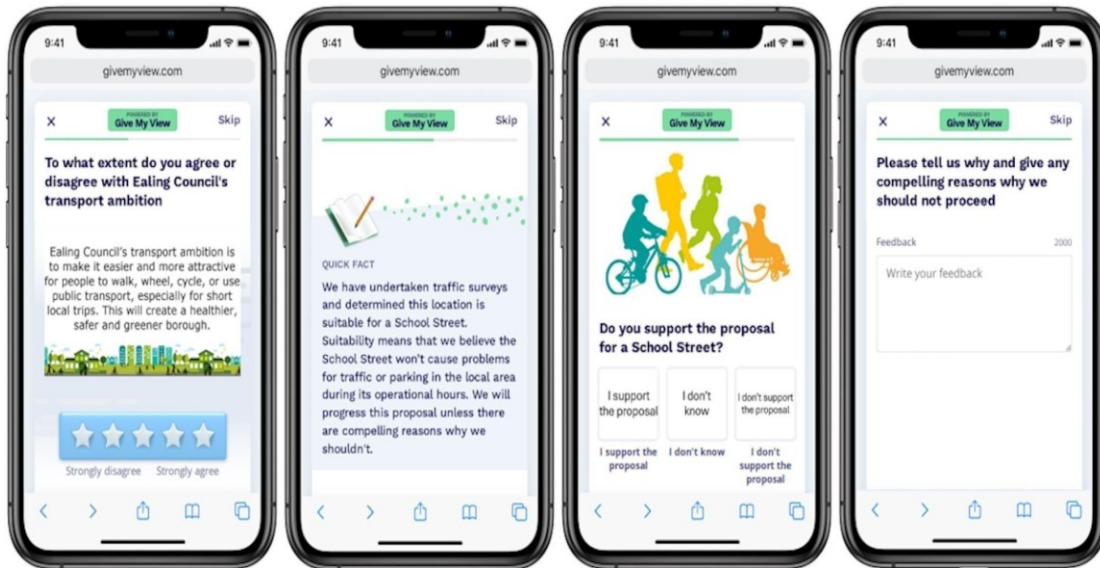 9:41
givemyview.com
X
POWERED BY
Give My View
Skip
To what extent do you agree or
disagree with Ealing Council's
transport ambition
Ealing Council's transport ambition is
to make it easier and more attractive
for people to walk, wheel, cycle, or use
public transport, especially for short
local trips. This will create a healthier,
safer and greener borough.
Strongly disagree Strongly agree
9:41
givemyview.com
X
POWERED BY
Give My View
Skip
QUICK FACT
We have undertaken traffic surveys
and determined this location is
suitable for a School Street.
Suitability means that we believe the
School Street won't cause problems
for traffic or parking in the local area
during its operational hours. We will
progress this proposal unless there
are compelling reasons why we
shouldn't.
9:41
givemyview.com
X
POWERED BY
Give My View
Do you support the proposal
for a School Street?
I support
the proposal
I don't
know
I don't support
the proposal
I support the
proposal
I don't know
I don't
support the
proposal
9:41
givemyview.com
X
POWERED BY
Give My View
Skip
Please tell us why and give any
compelling reasons why we
should not proceed
Feedback 2000
Write your feedback